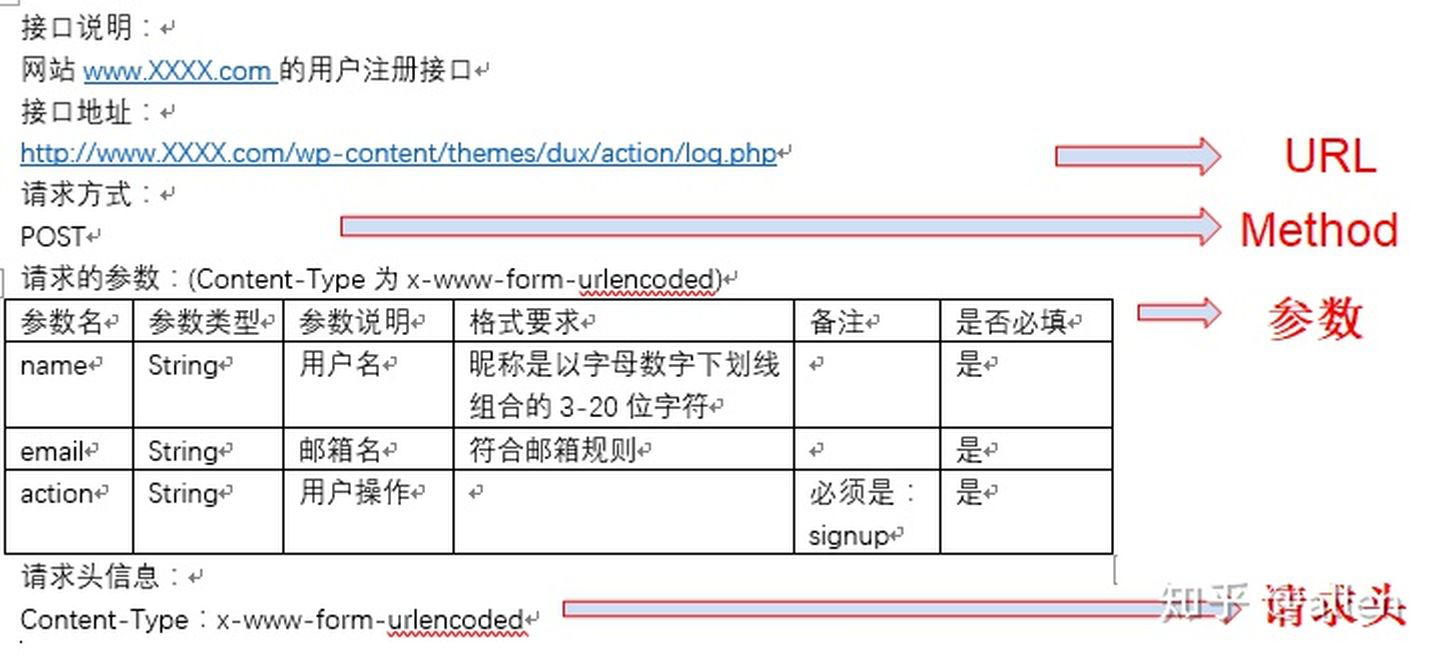 接口说明：
网站 www.XXXX.com 的用户注册接口
接口地址：
http://www.XXXX.com/wp-content/themes/dux/action/log.php
URL
请求方式：
POST
Method
请求的参数：(Content-Type 为 x-www-form-urlencoded)
参数
参数名 参数类型 参数说明 格式要求 备注 是否必填
name String 用户名 昵称是以字母数字下划线 是
组合的 3-20 位字符
email String 邮箱名 符合邮箱规则 是
action String 用户操作 必须是： 是
signup
请求头信息：
Content-Type：x-www-form-urlencoded
请求头
知乎